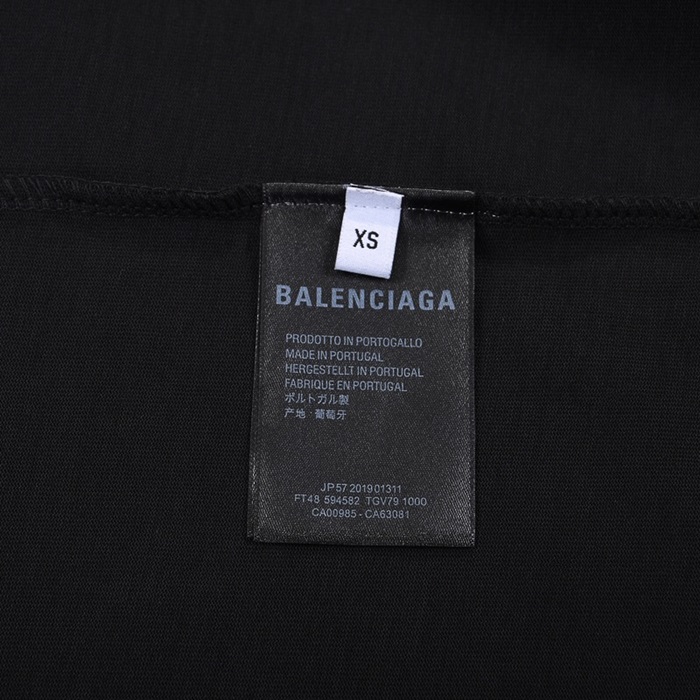 XS
BALENCIAGA
PRODOTTO IN PORTOGALLO
MADE IN PORTUGAL
HERGESTELLT IN PORTUGAL
FABRIQUE EN PORTUGAL
ポルトガル製
产地：葡萄牙
JP57 201901311
FT48 594582 TGV79 1000
CA00985 - CA63081